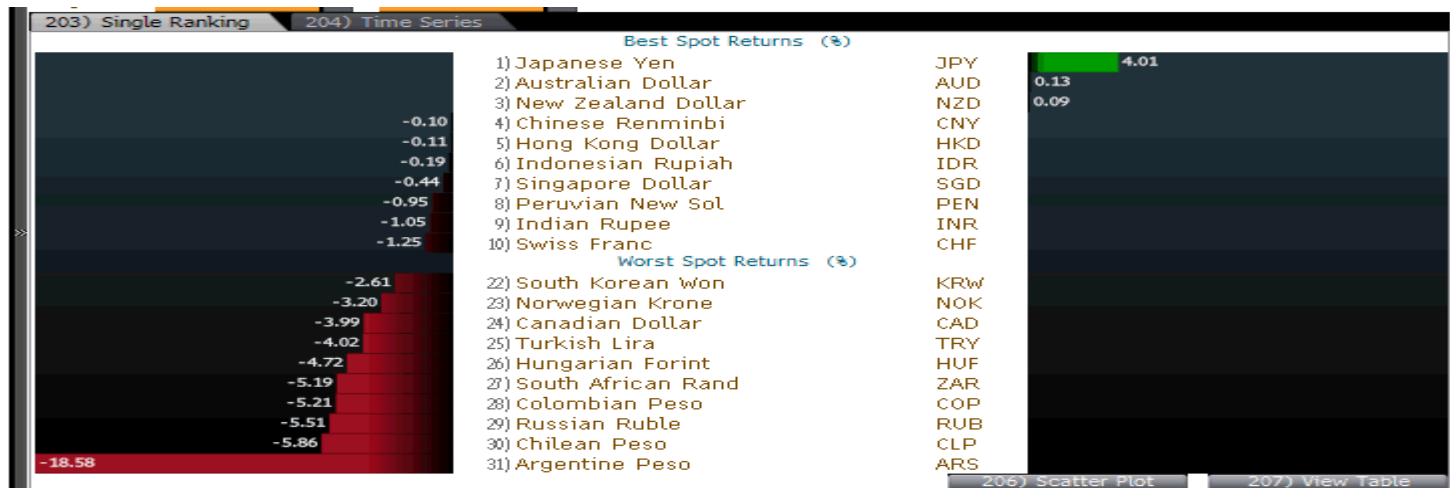 203) Single Ranking 204) Time Series
Best Spot Returns (%)
1) Japanese Yen JPY 4.01
2) Australian Dollar AUD 0.13
3) New Zealand Dollar NZD 0.09
-0.10 4) Chinese Renminbi CNY
-0.11 5) Hong Kong Dollar HKD
-0.19 6) Indonesian Rupiah IDR
-0.44 7) Singapore Dollar SGD
-0.95 8) Peruvian New Sol PEN
-1.05 9) Indian Rupee INR
-1.25 10) Swiss Franc CHF
Worst Spot Returns (%)
-2.61 22) South Korean Won KRW
-3.20 23) Norwegian Krone NOK
-3.99 24) Canadian Dollar CAD
-4.02 25) Turkish Lira TRY
-4.72 26) Hungarian Forint HUF
-5.19 27) South African Rand ZAR
-5.21 28) Colombian Peso COP
-5.51 29) Russian Ruble RUB
-5.86 30) Chilean Peso CLP
-18.58 31) Argentine Peso ARS
206) Scatter Plot 207) View Table